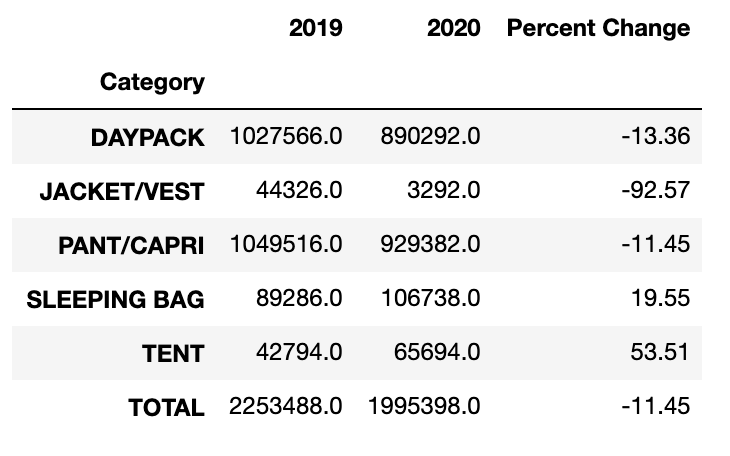 2019 2020 Percent Change
Category
DAYPACK 1027566.0 890292.0 -13.36
JACKET/VEST 44326.0 3292.0 -92.57
PANT/CAPRI 1049516.0 929382.0 -11.45
SLEEPING BAG 89286.0 106738.0 19.55
TENT 42794.0 65694.0 53.51
TOTAL 2253488.0 1995398.0 -11.45